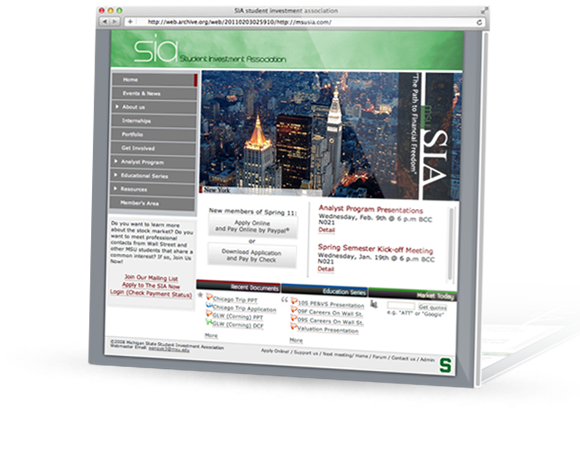 SIA student investment association
http://web.archive.org/web/20110203025910/http://msusia.com/
sia Student Investment Association
Home
Events & News
About us
Internships
Portfolio
Get Involved
Analyst Program
Educational Series
Resources
Member's Area
"The Path to Financial Freedom"
msu SIA
New York
Do you want to learn more
about the stock market? Do you
want to meet professional
contacts from Wall Street and
other MSU students that share a
common interest? If so, Join Us
Now!
Join Our Mailing List
Apply to The SIA Now
Login (Check Payment Status)
New members of Spring 11:
Apply Online
and Pay Online by Paypal®
or
Download Application
and Pay by Check
Analyst Program Presentations
Wednesday, Feb. 9th @ 6 p.m BCC
N021
Detail
Spring Semester Kick-off Meeting
Wednesday, Jan. 19th @ 6 p.m BCC
N021
Detail
Recent Documents
Chicago Trip PPT
Chicago Trip Application
GLW (Corning) PPT
GLW (Corning) DCF
More
Education Series
10S PE&VS Presentation
09F Careers On Wall St.
09S Careers On Wall St.
Valuation Presentation
More
Market Today
Get quotes
e.g. "ATT" or "Google"
Michigan State Student Investment Association
Webmaster Email:
Apply Online! / Support us / Next meeting/ Home / Forum / Contact us / Admin
S